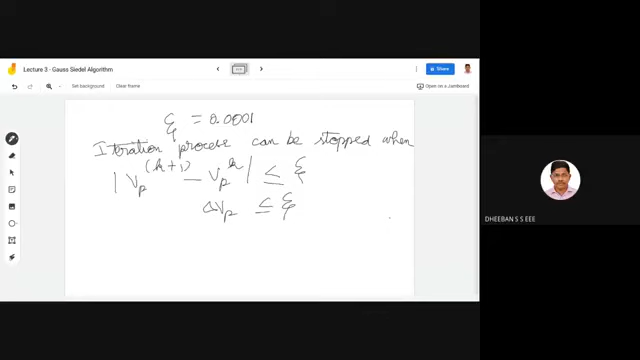 Lecture 3 - Gauss Siedel Algorithm
Share
Set background
Clear frame
Open on a Jamboard
ξ = 0.0001
Iteration process can be stopped when
| Vp^(k+1) - Vp^k | ≤ ξ
ΔVp ≤ ξ
DHEEBAN S S EEE